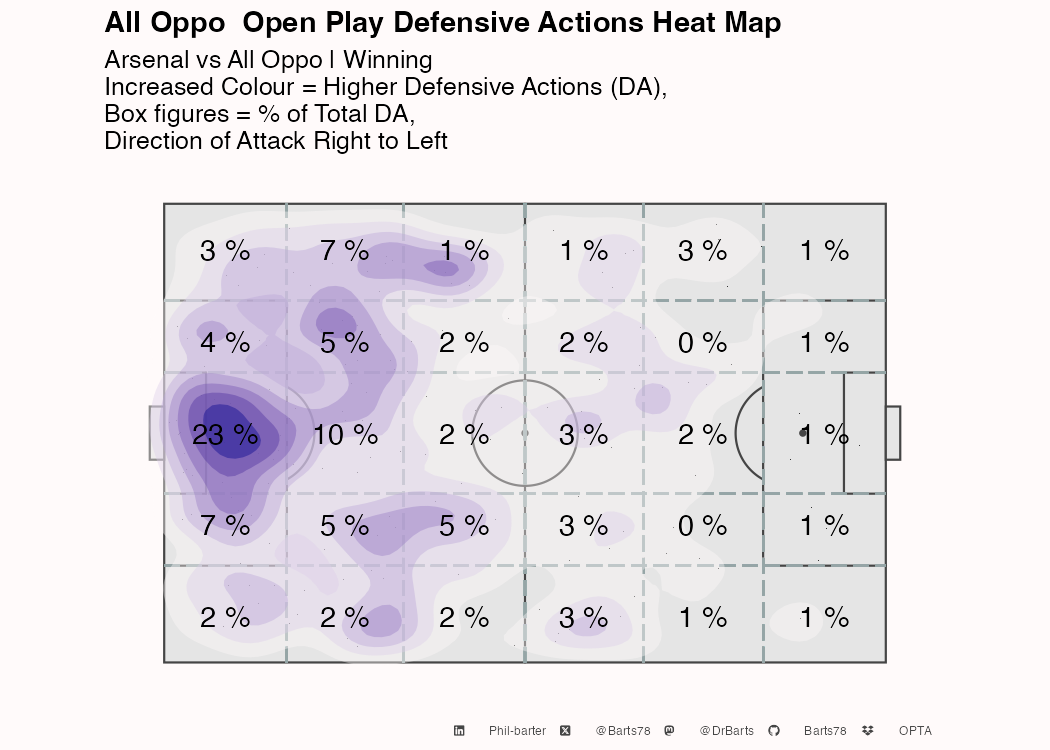 All Oppo  Open Play Defensive Actions Heat Map
Arsenal vs All Oppo | Winning
Increased Colour = Higher Defensive Actions (DA),
Box figures = % of Total DA,
Direction of Attack Right to Left
3 % 7 % 1 % 1 % 3 % 1 %
4 % 5 % 2 % 2 % 0 % 1 %
23 % 10 % 2 % 3 % 2 % 1 %
7 % 5 % 5 % 3 % 0 % 1 %
2 % 2 % 2 % 3 % 1 % 1 %
Phil-barter @Barts78 @DrBarts Barts78 OPTA